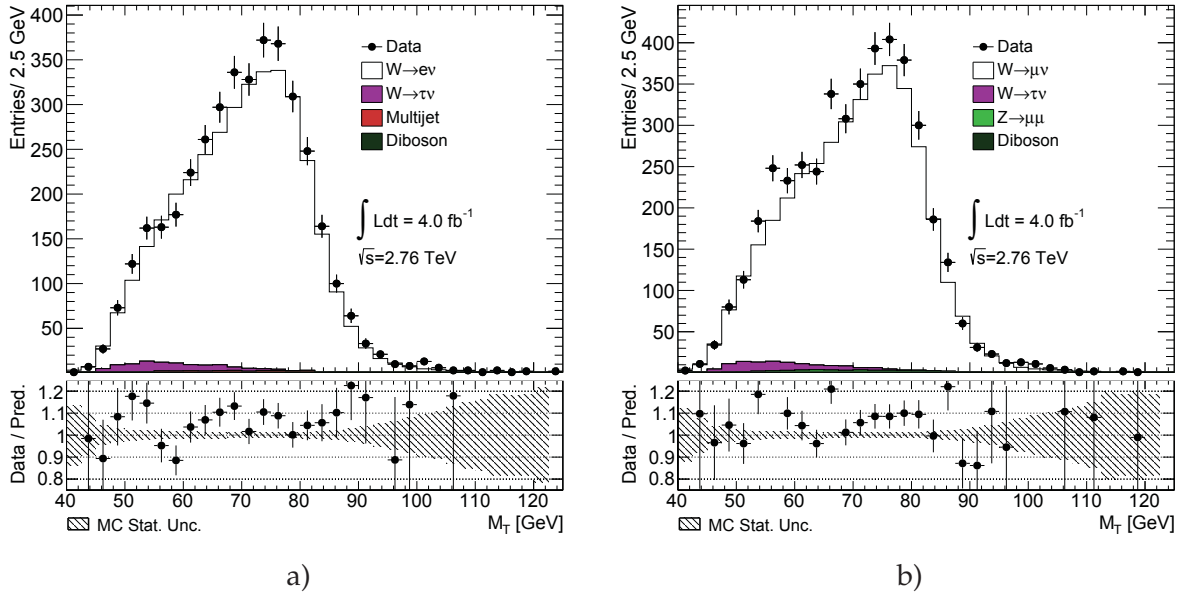 Entries/ 2.5 GeV
400
350
300
250
200
150
100
50
Data
W→eν
W→τν
Multijet
Diboson
∫ Ldt = 4.0 fb⁻¹
√s=2.76 TeV
Data / Pred.
1.2
1.1
1
0.9
0.8
40 50 60 70 80 90 100 110 120
M_T [GeV]
MC Stat. Unc.
a)
Entries/ 2.5 GeV
400
350
300
250
200
150
100
50
Data
W→μν
W→τν
Z→μμ
Diboson
∫ Ldt = 4.0 fb⁻¹
√s=2.76 TeV
Data / Pred.
1.2
1.1
1
0.9
0.8
40 50 60 70 80 90 100 110 120
M_T [GeV]
MC Stat. Unc.
b)